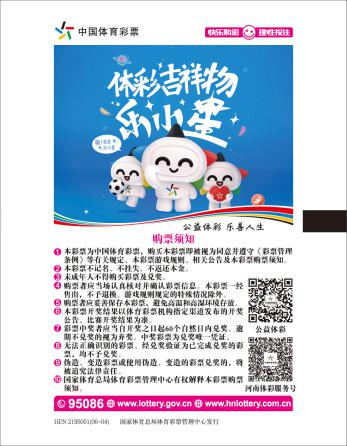 中国体育彩票
快乐购彩 理性投注
体彩吉祥物
乐小星
公益体彩 乐善人生
购票须知
1 本彩票为中国体育彩票，购买本彩票即被视为同意并遵守《彩票管理
条例》等有关规定、本彩票游戏规则、相关公告及本彩票购票须知。
2 本彩票不记名、不挂失、不返还本金。
3 未成年人不得购买彩票及兑奖。
4 购票者应当场认真核对并确认彩票信息。本彩票一经
售出，不予退换。游戏规则规定的特殊情况除外。
5 购票者应妥善保存本彩票，避免高温和高湿环境存放。
6 本彩票开奖结果以体育彩票机构指定渠道发布的开奖
公告、比赛开奖结果为准。
7 彩票中奖者应当自开奖之日起60个自然日内兑奖。逾
期不兑奖的视为弃奖。中奖彩票为兑奖唯一凭证。
8 无法正确识别的彩票、经兑奖验证为已完成兑奖的彩
票，均不予兑奖。
9 伪造、变造彩票或使用伪造、变造的彩票兑奖的，将
被追究法律责任。
10 国家体育总局体育彩票管理中心有权解释本彩票购票
须知。
公益体彩
河南体彩服务号
95086 www.lottery.gov.cn www.hnlottery.com.cn
HEN 2195001(06-04) 国家体育总局体育彩票管理中心发行